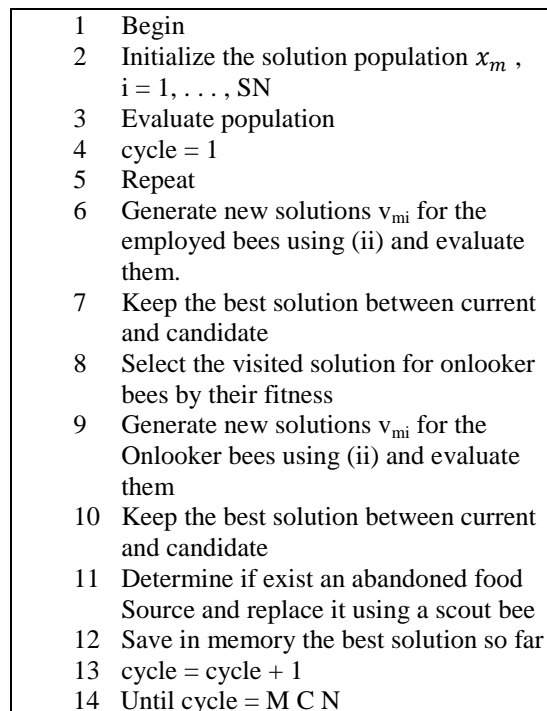 1 Begin
2 Initialize the solution population xₘ ,
i = 1, . . . , SN
3 Evaluate population
4 cycle = 1
5 Repeat
6 Generate new solutions vₘᵢ for the
employed bees using (ii) and evaluate
them.
7 Keep the best solution between current
and candidate
8 Select the visited solution for onlooker
bees by their fitness
9 Generate new solutions vₘᵢ for the
Onlooker bees using (ii) and evaluate
them
10 Keep the best solution between current
and candidate
11 Determine if exist an abandoned food
Source and replace it using a scout bee
12 Save in memory the best solution so far
13 cycle = cycle + 1
14 Until cycle = M C N